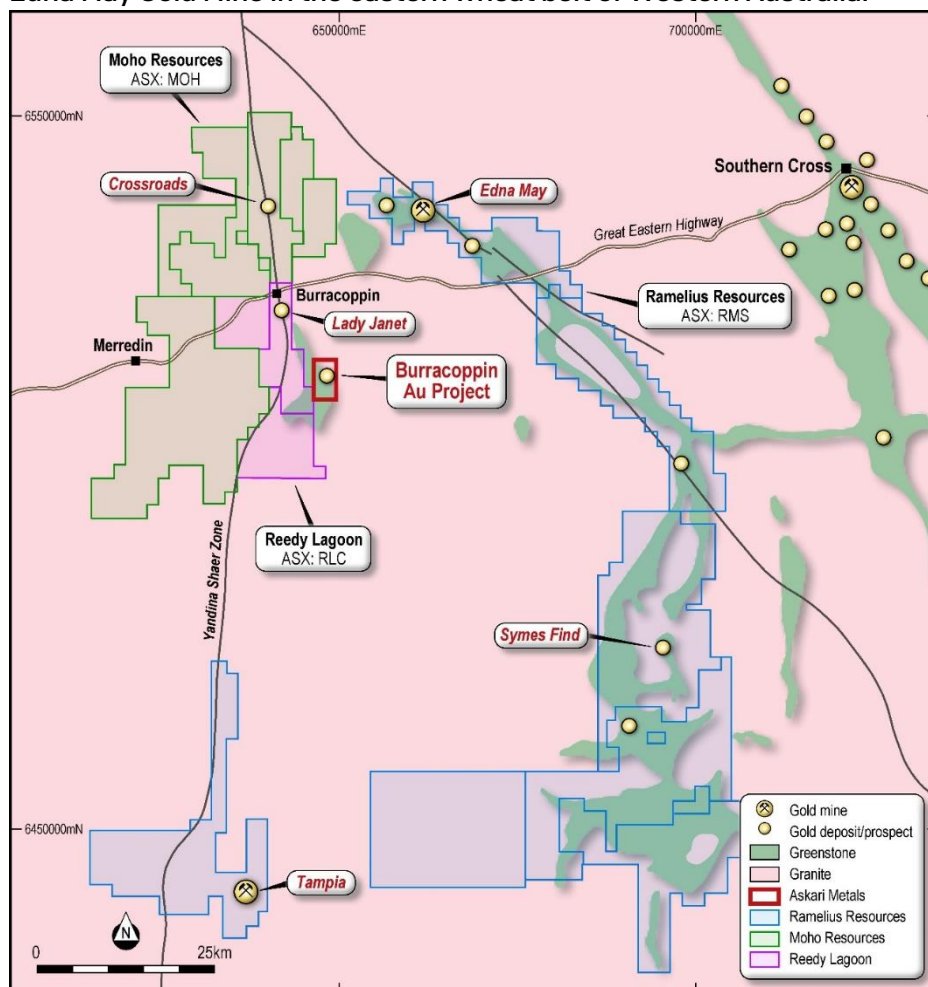 Edna May Gold Mine in the eastern wheat belt of Western Australia.
650000mE
700000mE
Moho Resources
ASX: MOH
6550000mN
Southern Cross
Crossroads
Edna May
Great Eastern Highway
Burracoppin
Ramelius Resources
ASX: RMS
Lady Janet
Merredin
Burracoppin
Au Project
Reedy Lagoon
ASX: RLC
Yandina Shaer Zone
Symes Find
6450000mN
Tampia
N
0
25km
Gold mine
Gold deposit/prospect
Greenstone
Granite
Askari Metals
Ramelius Resources
Moho Resources
Reedy Lagoon